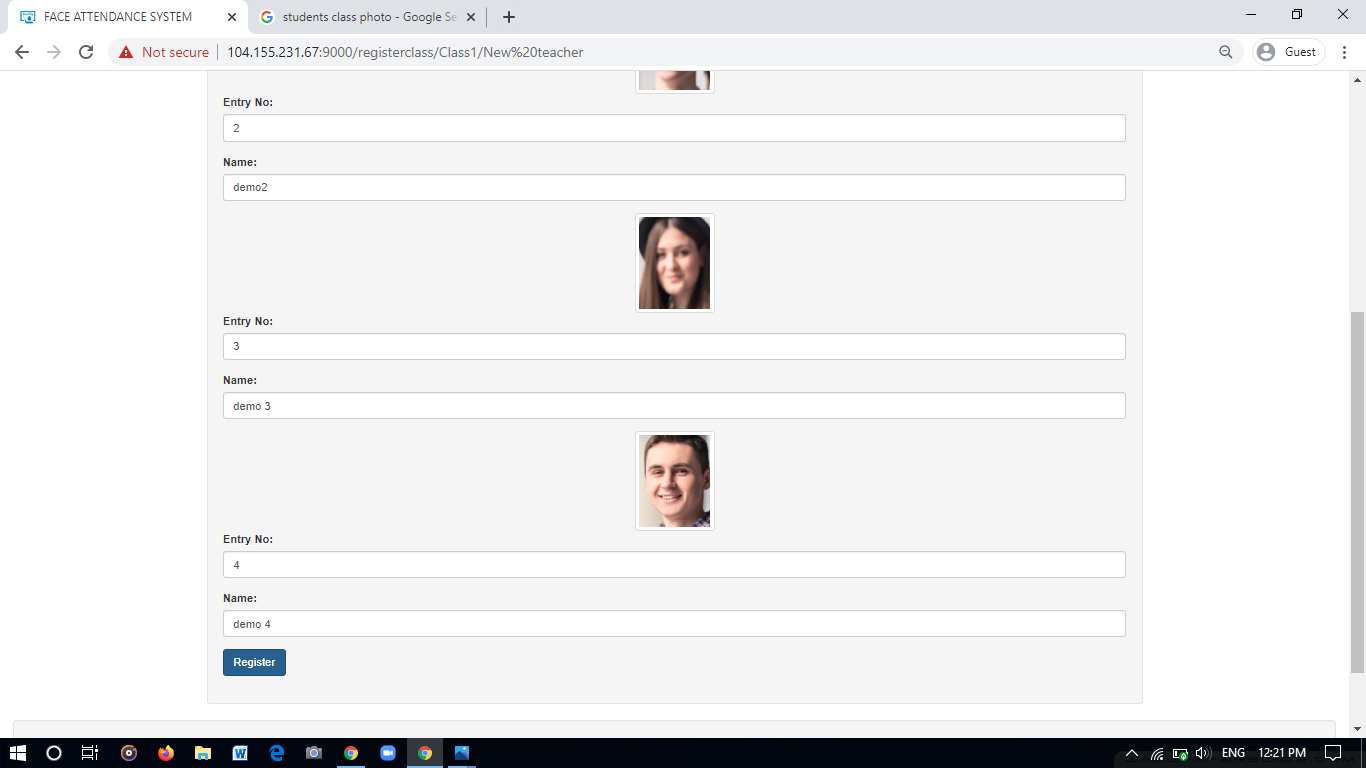 FACE ATTENDANCE SYSTEM
students class photo - Google Se
Not secure
104.155.231.67:9000/registerclass/Class1/New%20teacher
Guest
Entry No:
2
Name:
demo2
Entry No:
3
Name:
demo 3
Entry No:
4
Name:
demo 4
Register
ENG
12:21 PM